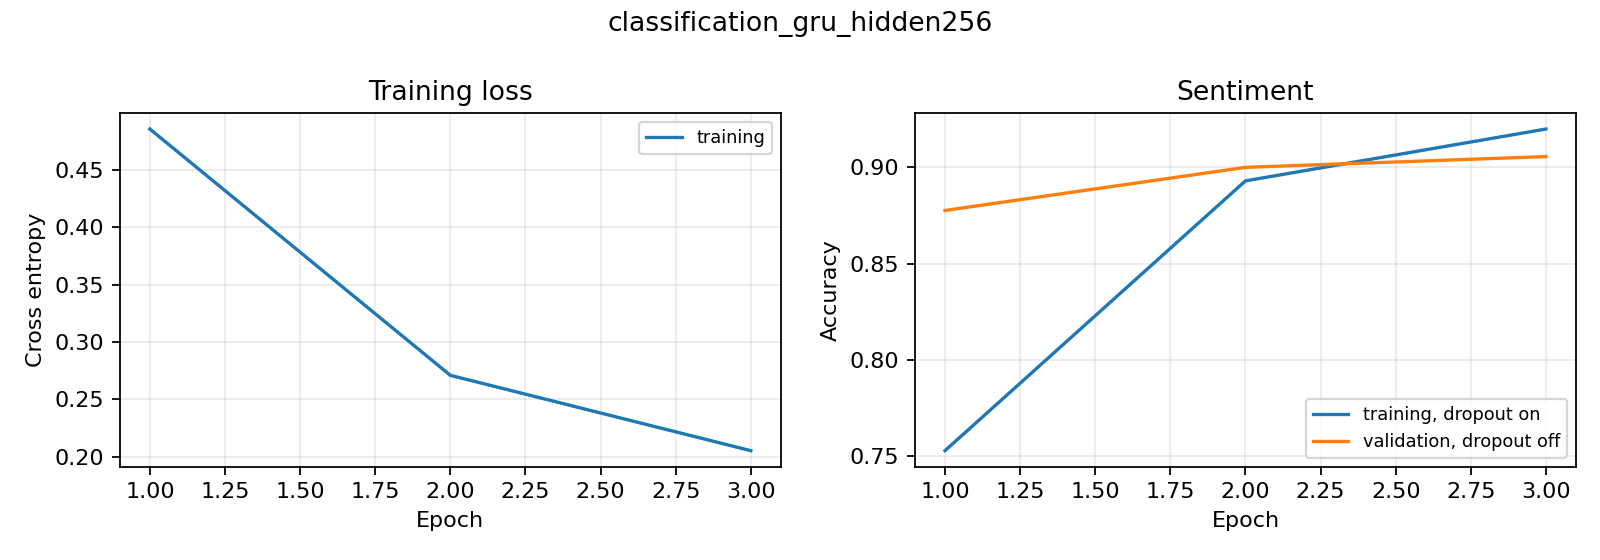 classification_gru_hidden256
Training loss
training
0.45
0.40
0.35
0.30
0.25
0.20
Cross entropy
1.00 1.25 1.50 1.75 2.00 2.25 2.50 2.75 3.00
Epoch
Sentiment
0.90
0.85
0.80
0.75
Accuracy
training, dropout on
validation, dropout off
1.00 1.25 1.50 1.75 2.00 2.25 2.50 2.75 3.00
Epoch